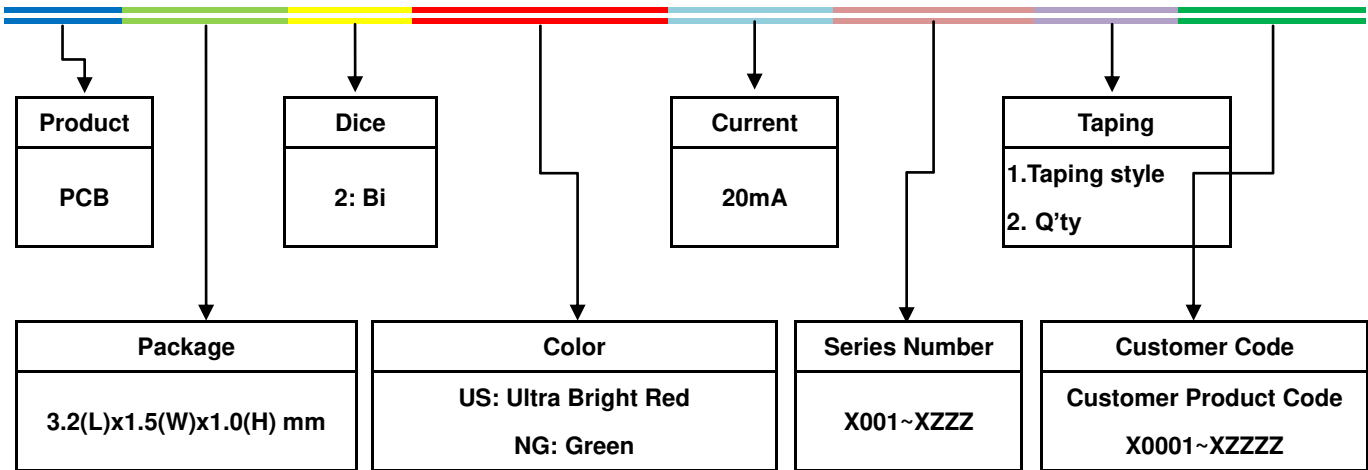 Product
PCB
Dice
2: Bi
Current
20mA
Taping
1.Taping style
2. Q’ty
Package
3.2(L)x1.5(W)x1.0(H) mm
Color
US: Ultra Bright Red
NG: Green
Series Number
X001~XZZZ
Customer Code
Customer Product Code
X0001~XZZZZ